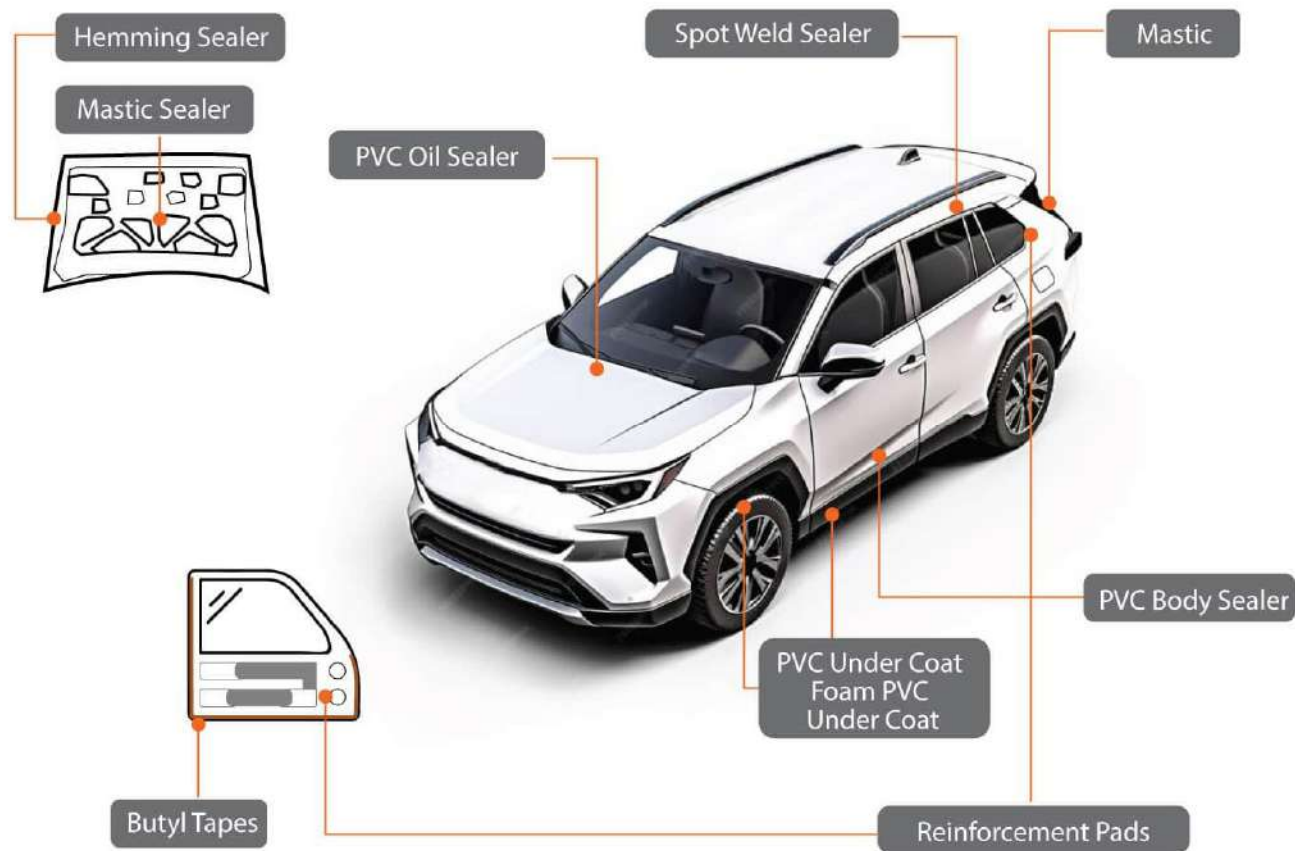 Hemming Sealer
Mastic Sealer
Spot Weld Sealer
Mastic
PVC Oil Sealer
PVC Body Sealer
PVC Under Coat
Foam PVC
Under Coat
Butyl Tapes
Reinforcement Pads